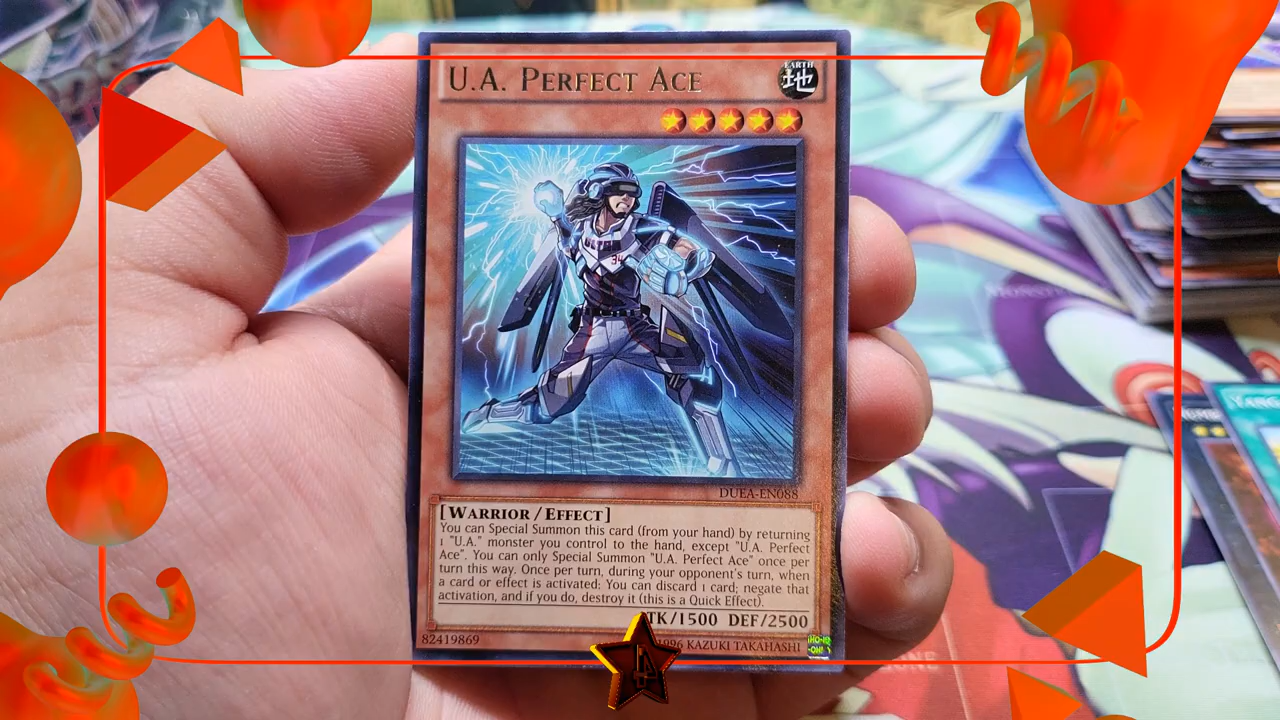 U.A. PERFECT ACE
EARTH
地
ULTRA
34
DUEA-EN088
[WARRIOR/EFFECT]
You can Special Summon this card (from your hand) by returning
1 "U.A." monster you control to the hand, except "U.A. Perfect
Ace". You can only Special Summon "U.A. Perfect Ace" once per
turn this way. Once per turn, during your opponent's turn, when
a card or effect is activated: You can discard 1 card; negate that
activation, and if you do, destroy it (this is a Quick Effect).
TK/1500 DEF/2500
82419869
1996 KAZUKI TAKAHASHI
YANG